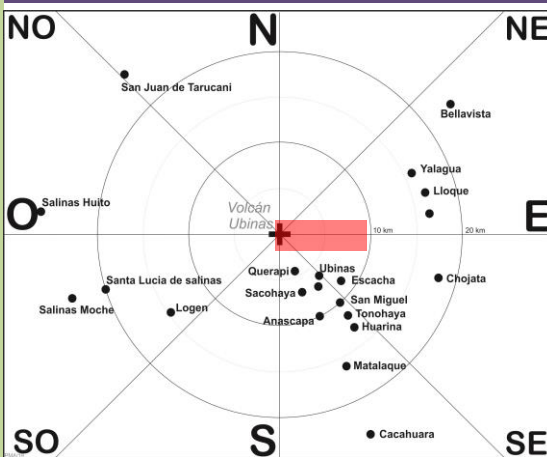 NO
N
NE
San Juan de Tarucani
Bellavista
Yalagua
Lloque
Salinas Huito
O
Volcán
Ubinas
10 km
20 km
E
Querapi
Ubinas
Escacha
Chojata
Santa Lucia de salinas
Sacohaya
San Miguel
Salinas Moche
Logen
Tonohaya
Anascapa
Huarina
Matalaque
Cacahuara
SO
S
SE